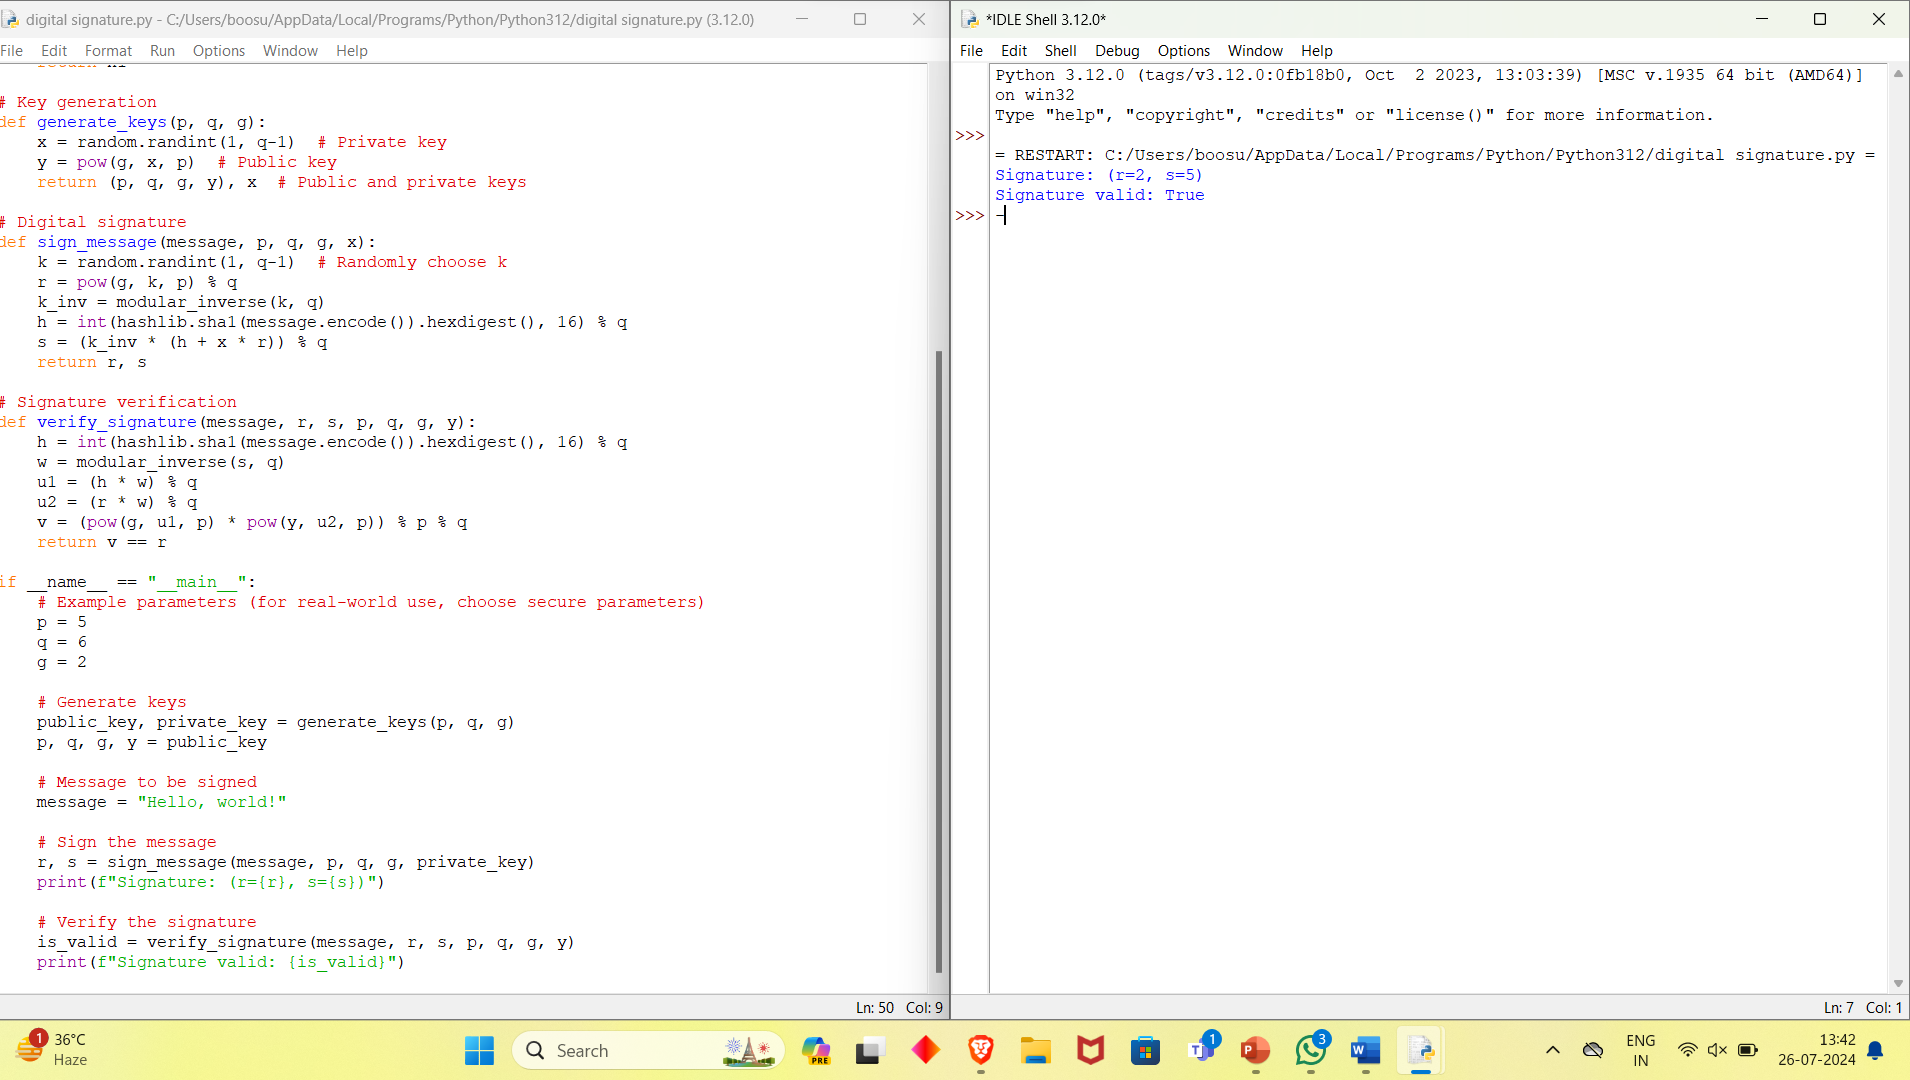 digital signature.py - C:/Users/boosu/AppData/Local/Programs/Python/Python312/digital signature.py (3.12.0)
File Edit Format Run Options Window Help
# Key generation
def generate_keys(p, q, g):
    x = random.randint(1, q-1)  # Private key
    y = pow(g, x, p)  # Public key
    return (p, q, g, y), x  # Public and private keys
# Digital signature
def sign_message(message, p, q, g, x):
    k = random.randint(1, q-1)  # Randomly choose k
    r = pow(g, k, p) % q
    k_inv = modular_inverse(k, q)
    h = int(hashlib.sha1(message.encode()).hexdigest(), 16) % q
    s = (k_inv * (h + x * r)) % q
    return r, s
# Signature verification
def verify_signature(message, r, s, p, q, g, y):
    h = int(hashlib.sha1(message.encode()).hexdigest(), 16) % q
    w = modular_inverse(s, q)
    u1 = (h * w) % q
    u2 = (r * w) % q
    v = (pow(g, u1, p) * pow(y, u2, p)) % p % q
    return v == r
if __name__ == "__main__":
    # Example parameters (for real-world use, choose secure parameters)
    p = 5
    q = 6
    g = 2
    # Generate keys
    public_key, private_key = generate_keys(p, q, g)
    p, q, g, y = public_key
    # Message to be signed
    message = "Hello, world!"
    # Sign the message
    r, s = sign_message(message, p, q, g, private_key)
    print(f"Signature: (r={r}, s={s})")
    # Verify the signature
    is_valid = verify_signature(message, r, s, p, q, g, y)
    print(f"Signature valid: {is_valid}")
Ln: 50 Col: 9
*IDLE Shell 3.12.0*
File Edit Shell Debug Options Window Help
Python 3.12.0 (tags/v3.12.0:0fb18b0, Oct  2 2023, 13:03:39) [MSC v.1935 64 bit (AMD64)]
on win32
Type "help", "copyright", "credits" or "license()" for more information.
>>>
= RESTART: C:/Users/boosu/AppData/Local/Programs/Python/Python312/digital signature.py =
Signature: (r=2, s=5)
Signature valid: True
>>> -
Ln: 7 Col: 1
1
36°C
Haze
Search
PRE
1
P
3
W
ENG
IN
13:42
26-07-2024